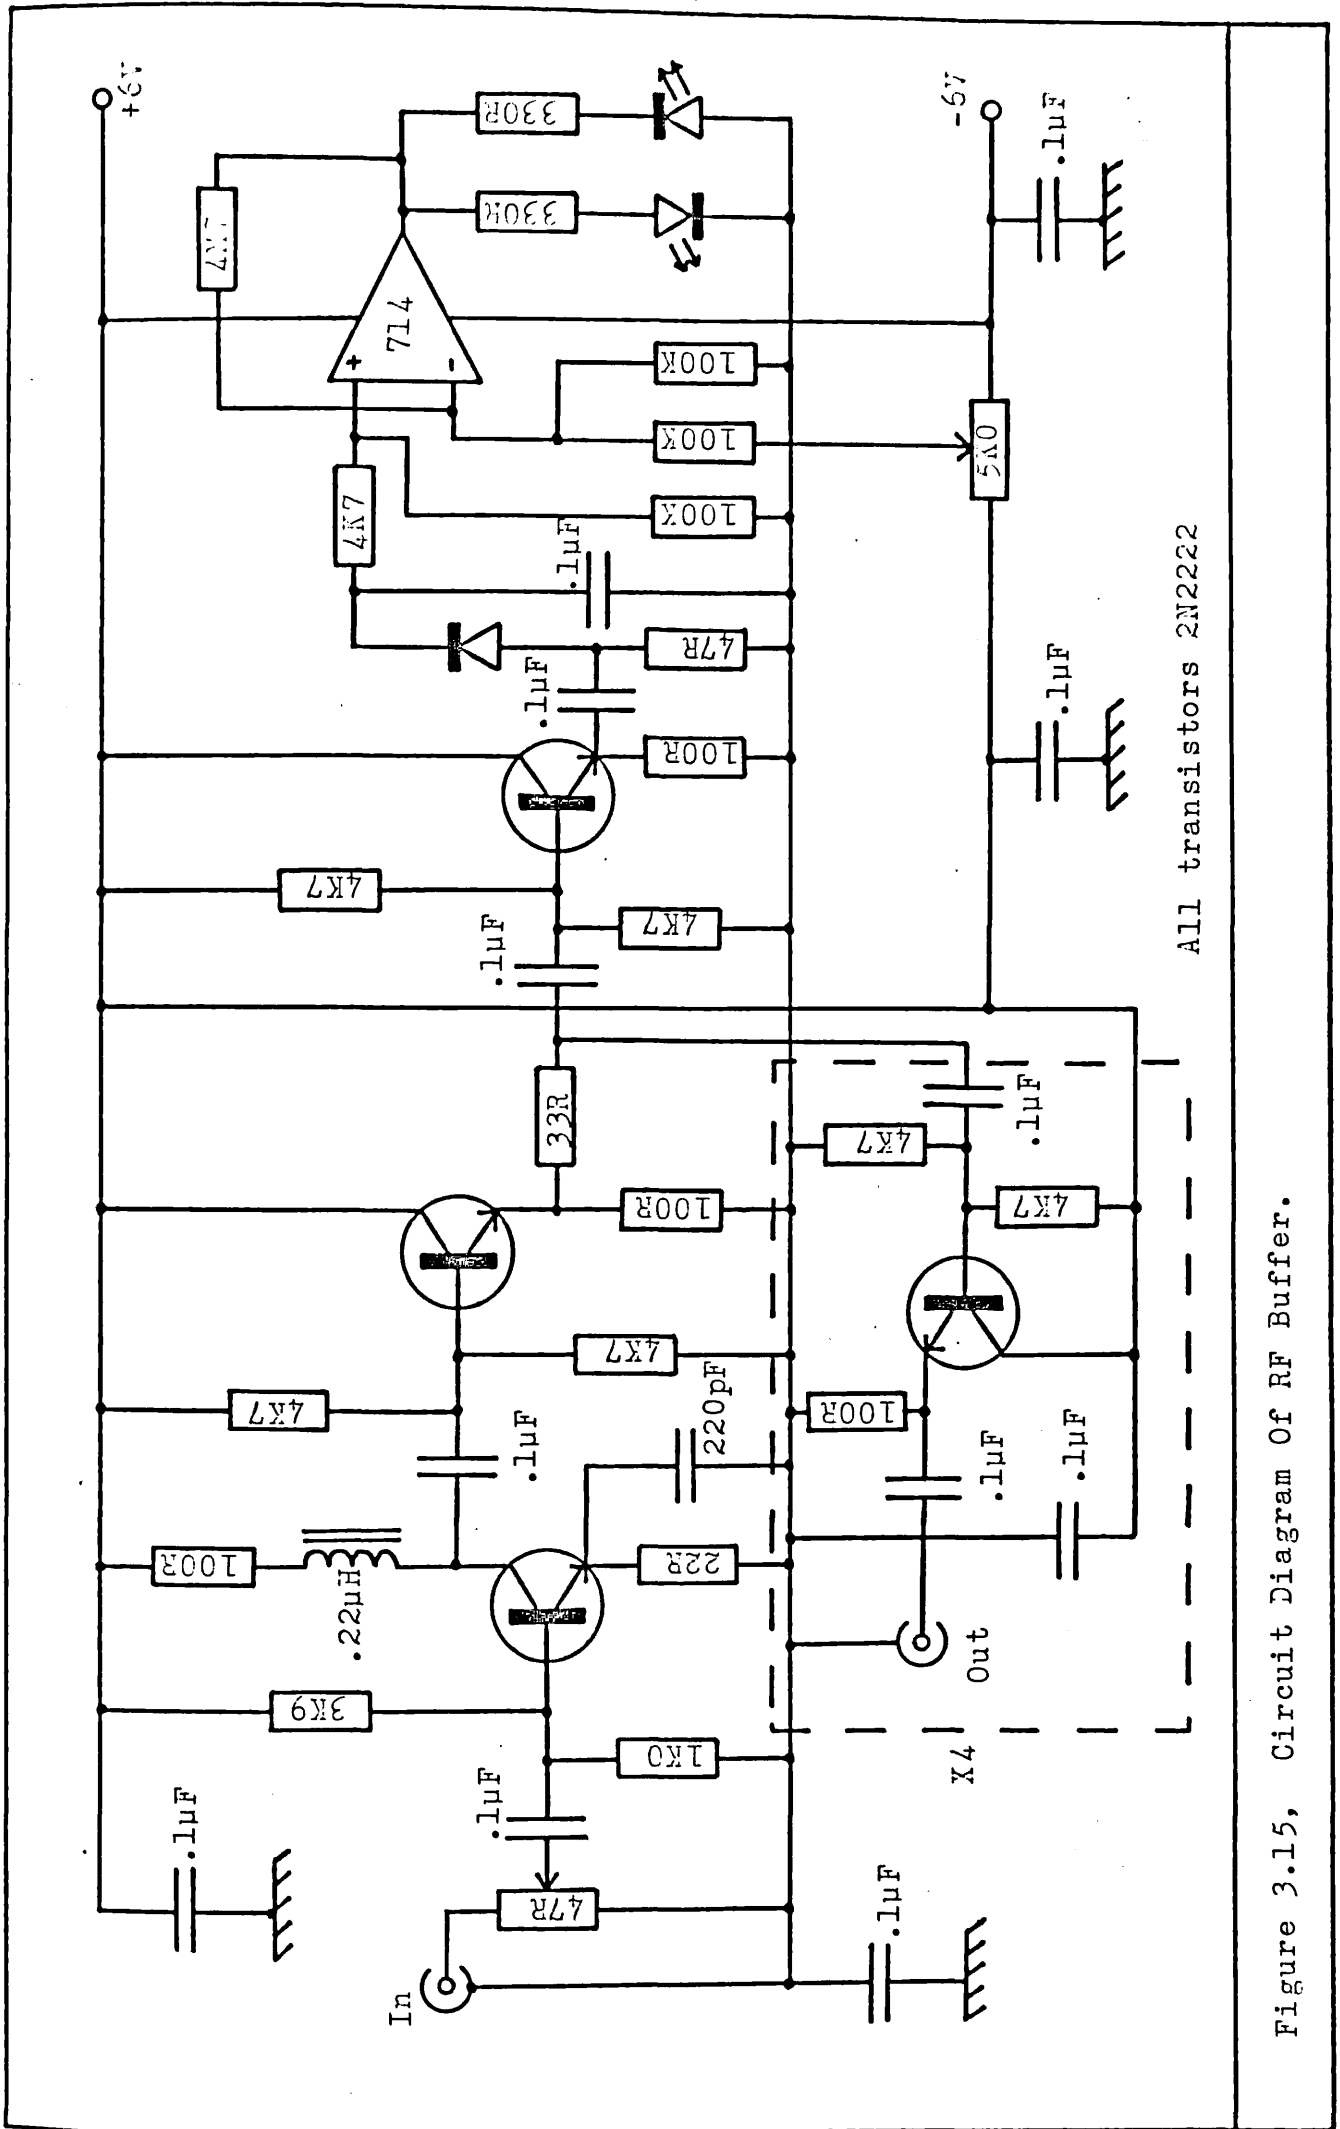 +6V
-6V
330R
330R
714
+
-
100K
100K
100K
5K0
4K7
.1µF
.1µF
.1µF
47R
.1µF
100R
4K7
4K7
.1µF
All transistors 2N2222
33R
100R
4K7
4K7
.1µF
4K7
4K7
.1µF
220pF
100R
.1µF
.1µF
100R
.22µH
22R
Out
3K9
1K0
X4
.1µF
.1µF
47R
.1µF
In
Figure 3.15, Circuit Diagram Of RF Buffer.